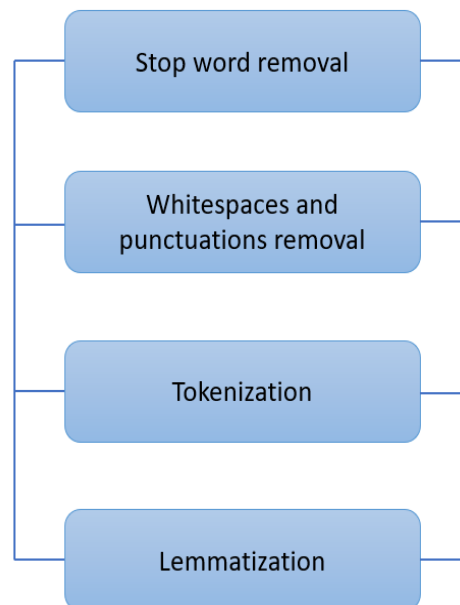 Stop word removal
Whitespaces and
punctuations removal
Tokenization
Lemmatization